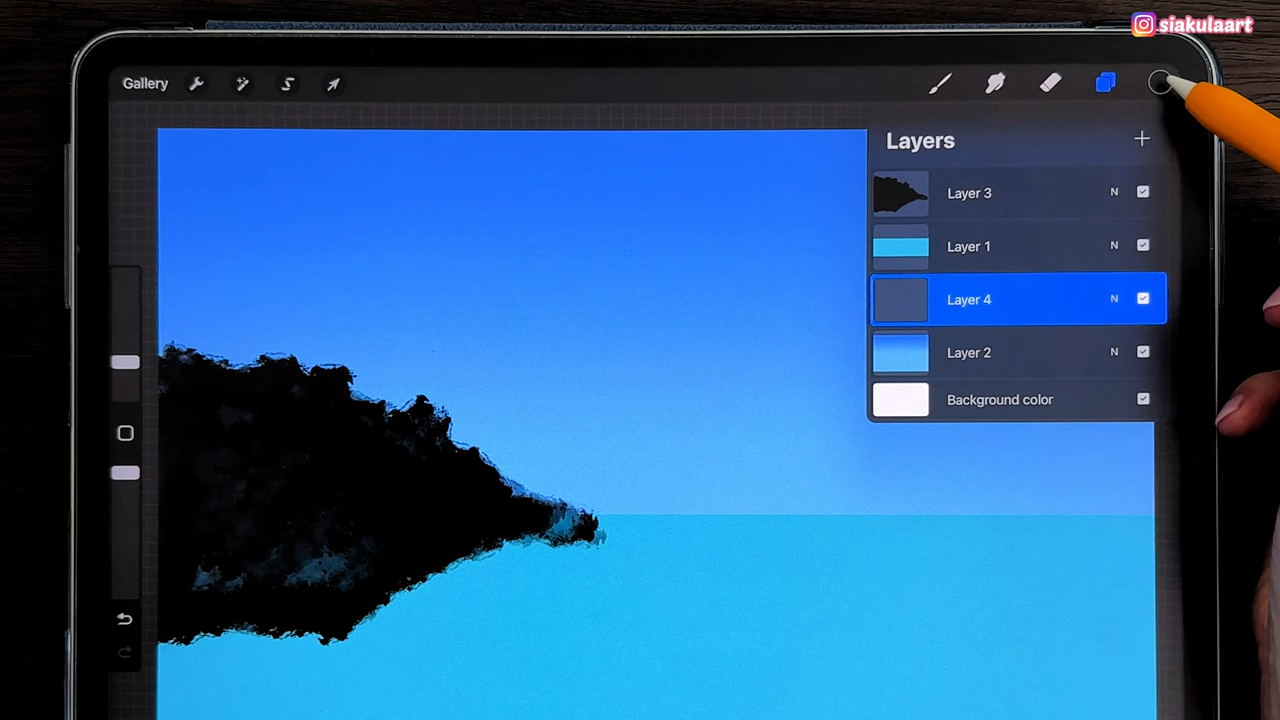 siakulaart
Gallery
Layers
Layer 3 N
Layer 1 N
Layer 4 N
Layer 2 N
Background color